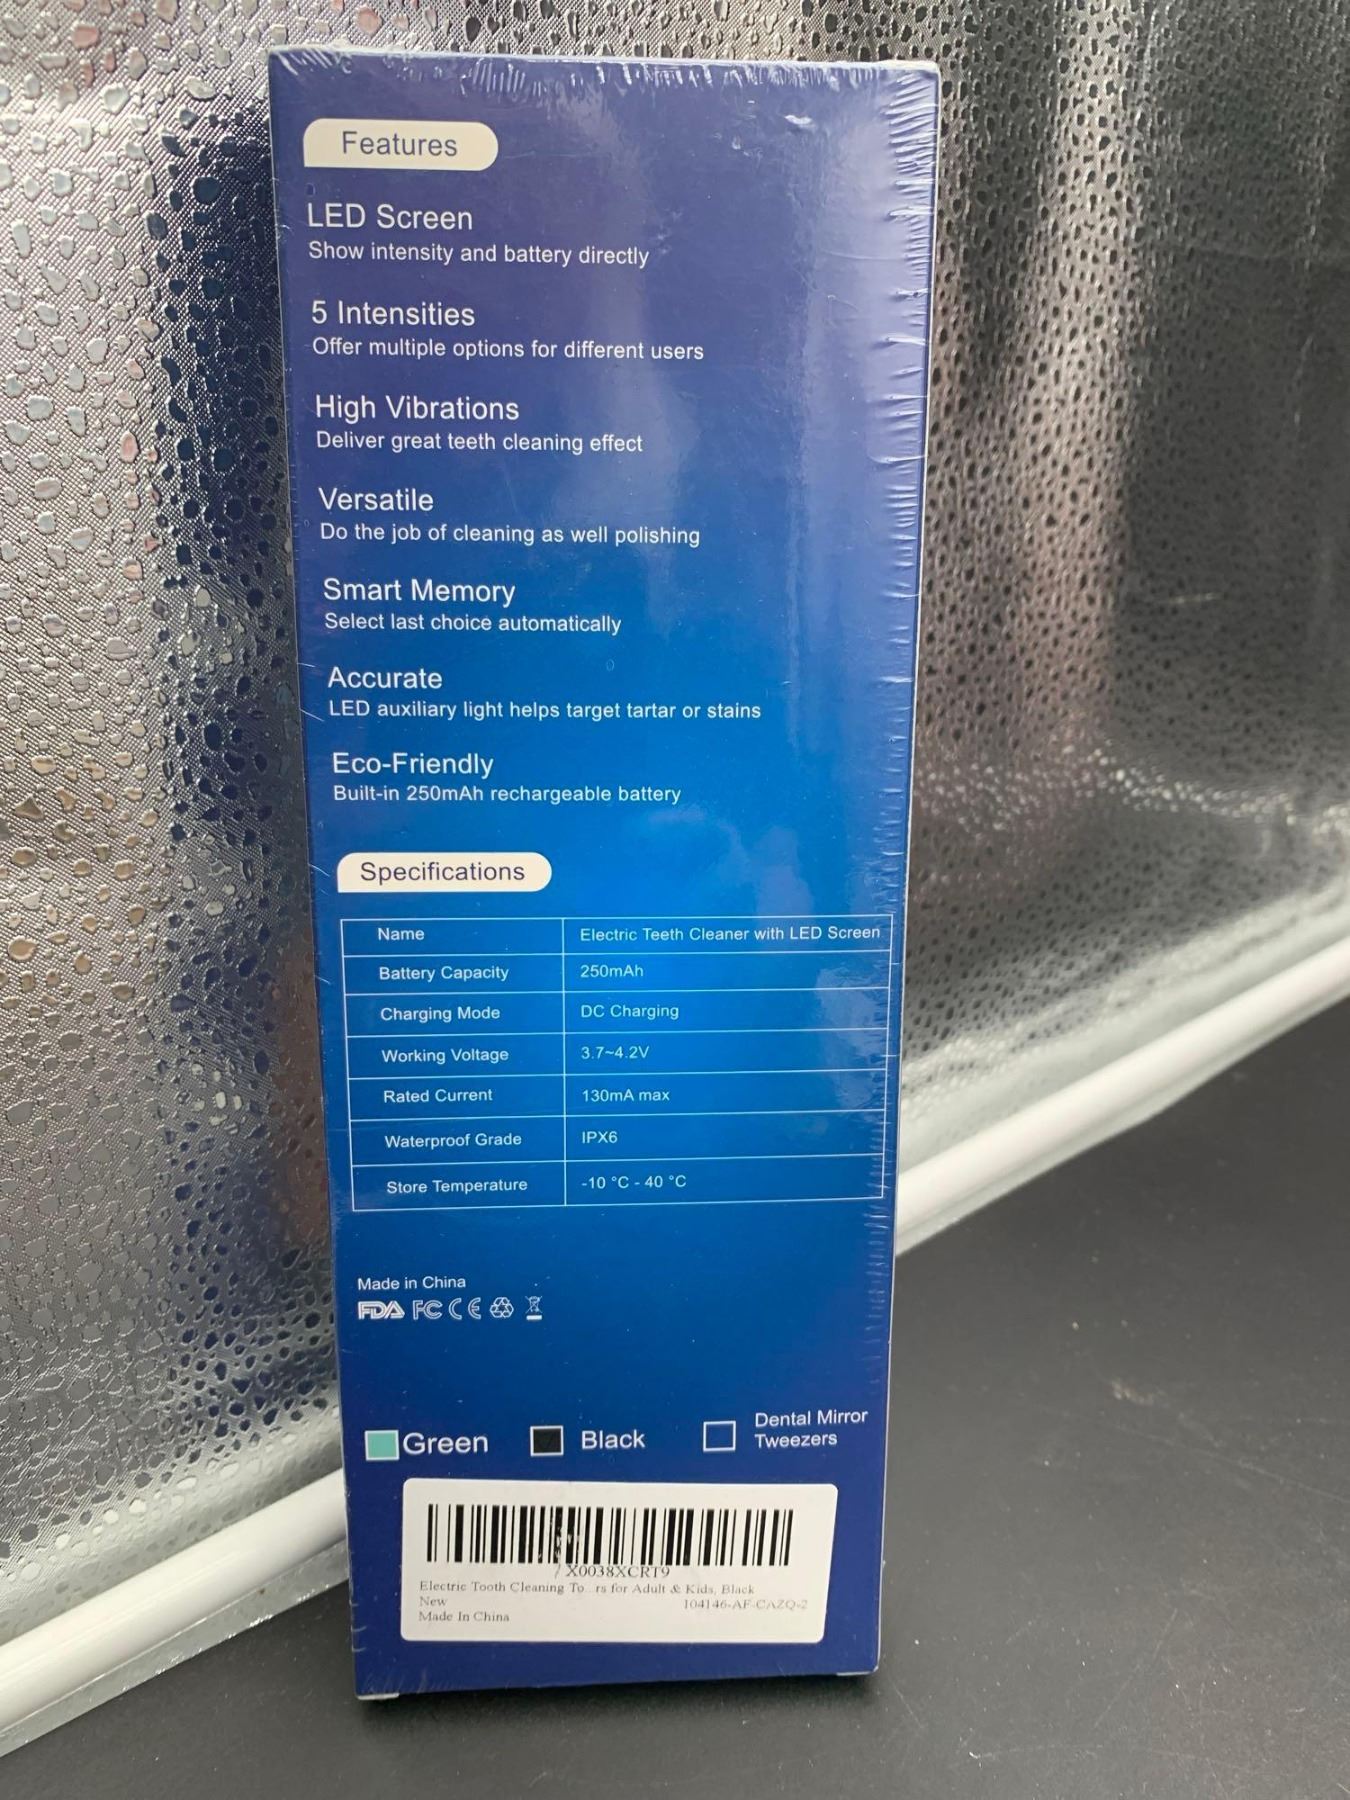 Features
LED Screen
Show intensity and battery directly
5 Intensities
Offer multiple options for different users
High Vibrations
Deliver great teeth cleaning effect
Versatile
Do the job of cleaning as well polishing
Smart Memory
Select last choice automatically
Accurate
LED auxiliary light helps target tartar or stains
Eco-Friendly
Built-in 250mAh rechargeable battery
Specifications
Name Electric Teeth Cleaner with LED Screen
Battery Capacity 250mAh
Charging Mode DC Charging
Working Voltage 3.7~4.2V
Rated Current 130mA max
Waterproof Grade IPX6
Store Temperature -10 °C - 40 °C
Made in China
FDA FC CE
Green Black Dental Mirror
Tweezers
X0038XCRT9
Electric Tooth Cleaning To...rs for Adult & Kids, Black
New 104146-AF-CAZQ-2
Made In China